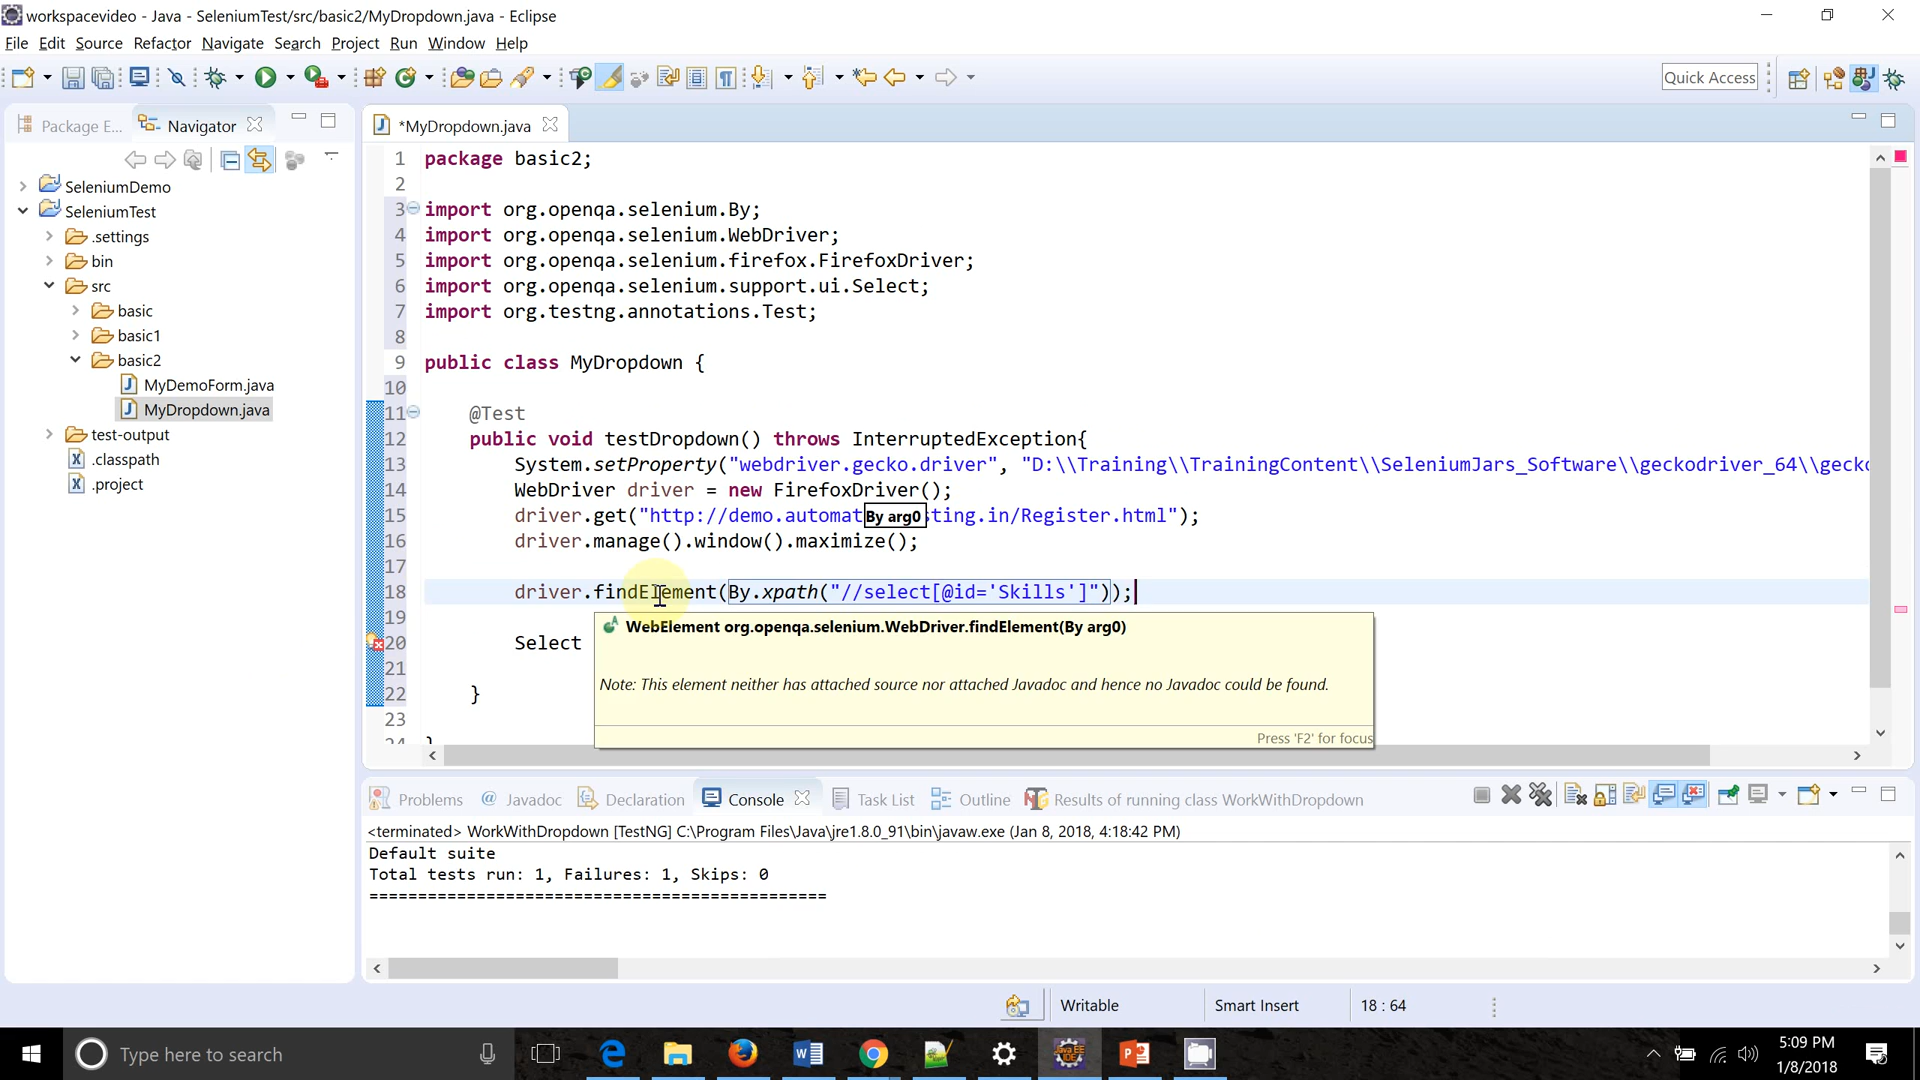 workspacevideo - Java - SeleniumTest/src/basic2/MyDropdown.java - Eclipse
File Edit Source Refactor Navigate Search Project Run Window Help
Quick Access
Package E... Navigator
*MyDropdown.java
SeleniumDemo
SeleniumTest
.settings
bin
src
basic
basic1
basic2
MyDemoForm.java
MyDropdown.java
test-output
.classpath
.project
1 package basic2;
2
3 import org.openqa.selenium.By;
4 import org.openqa.selenium.WebDriver;
5 import org.openqa.selenium.firefox.FirefoxDriver;
6 import org.openqa.selenium.support.ui.Select;
7 import org.testng.annotations.Test;
8
9 public class MyDropdown {
10
11 @Test
12 public void testDropdown() throws InterruptedException{
13 System.setProperty("webdriver.gecko.driver", "D:\\Training\\TrainingContent\\SeleniumJars_Software\\geckodriver_64\\gecko
14 WebDriver driver = new FirefoxDriver();
15 driver.get("http://demo.automat By arg0 ting.in/Register.html");
16 driver.manage().window().maximize();
17
18 driver.findElement(By.xpath("//select[@id='Skills']"));
19
WebElement org.openqa.selenium.WebDriver.findElement(By arg0)
20 Select
21
Note: This element neither has attached source nor attached Javadoc and hence no Javadoc could be found.
22 }
23
24 }
Press 'F2' for focus
Problems @ Javadoc Declaration Console Task List Outline Results of running class WorkWithDropdown
<terminated> WorkWithDropdown [TestNG] C:\Program Files\Java\jre1.8.0_91\bin\javaw.exe (Jan 8, 2018, 4:18:42 PM)
Default suite
Total tests run: 1, Failures: 1, Skips: 0
===============================================
Writable Smart Insert 18 : 64
Type here to search
5:09 PM
1/8/2018